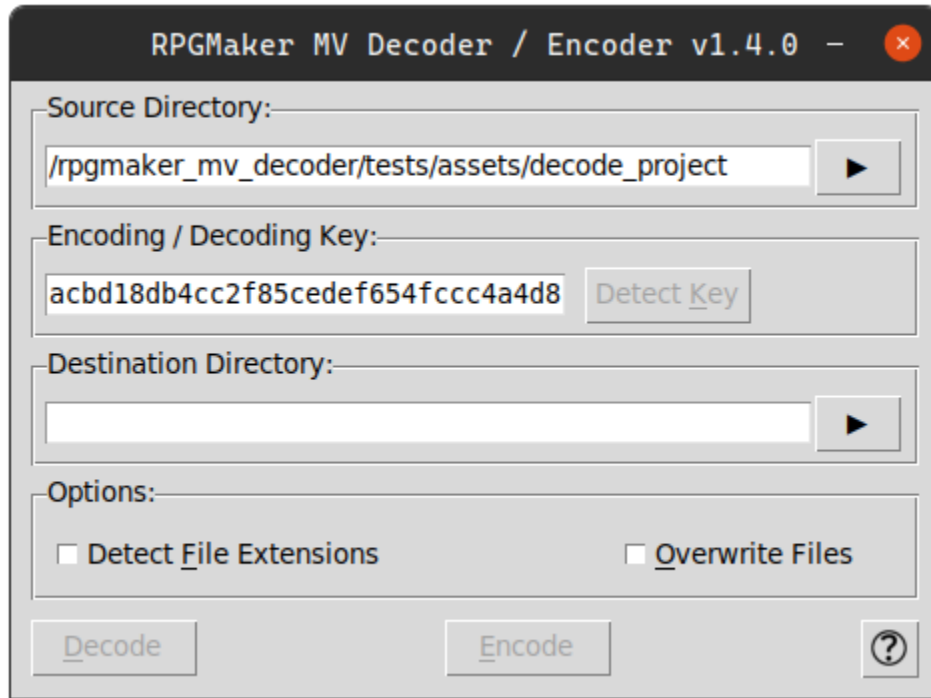 RPGMaker MV Decoder / Encoder v1.4.0
Source Directory:
/rpgmaker_mv_decoder/tests/assets/decode_project
Encoding / Decoding Key:
acbd18db4cc2f85cedef654fccc4a4d8
Detect Key
Destination Directory:
Options:
Detect File Extensions
Overwrite Files
Decode
Encode
?